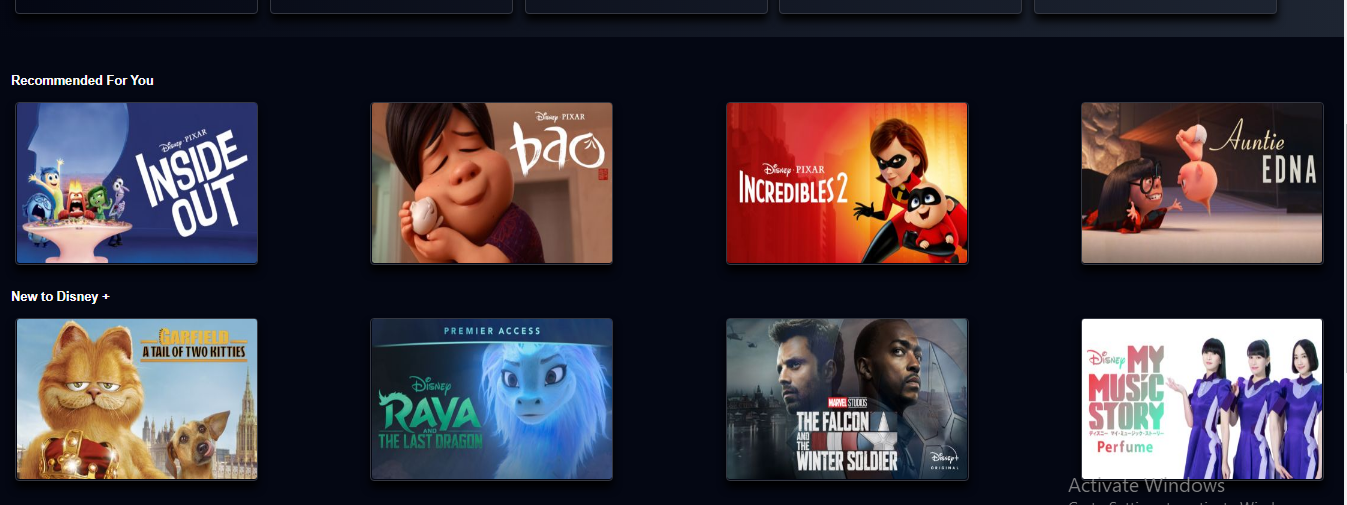 Recommended For You
Disney · PIXAR
INSIDE
OUT
Disney PIXAR
bao
Disney · PIXAR
INCREDIBLES 2
Auntie
EDNA
New to Disney +
GARFIELD
A TAIL OF TWO KITTIES
PREMIER ACCESS
Disney
RAYA
AND
THE LAST DRAGON
MARVEL STUDIOS
THE FALCON
AND
THE
WINTER SOLDIER
Disney+
ORIGINAL
Disney
MY
MUSIC
STORY
ディズニー マイ・ミュージック・ストーリー
Perfume
Activate Windows